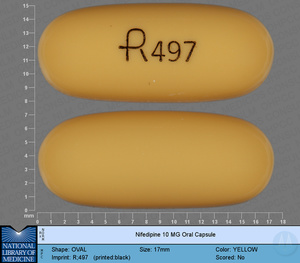 15
14
13
12
11
10
9
8
7
6
5
4
3
2
1
0
mm
R497
0 1 2 3 4 5 6 7 8 9 10 11 12 13 14 15 16 17 18
Nifedipine 10 MG Oral Capsule
NATIONAL
LIBRARY OF
MEDICINE
Shape: OVAL Size: 17mm Color: YELLOW
Imprint: R;497 (printed:black) Scored: No